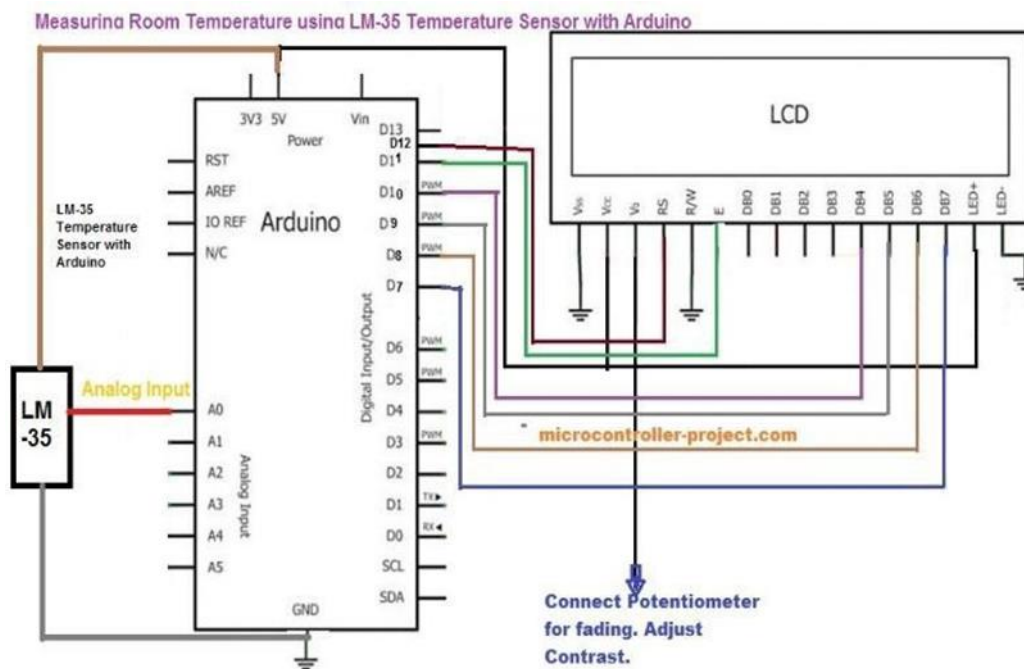 Measuring Room Temperature using LM-35 Temperature Sensor with Arduino
3V3 5V Vin
Power
D13
D12
D11
D10 PWM
D9 PWM
D8 PWM
D7
D6 PWM
D5 PWM
D4
D3 PWM
D2
D1 TX
D0 RX
SCL
SDA
Digital Input/Output
RST
AREF
IO REF
N/C
Arduino
LM-35
Temperature
Sensor with
Arduino
LM
-35
Analog Input
A0
A1
A2
A3
A4
A5
Analog Input
GND
LCD
Vss
Vcc
RS
R/W
E
DB0
DB1
DB2
DB3
DB4
DB5
DB6
DB7
LED+
LED-
microcontroller-project.com
Connect Potentiometer
for fading. Adjust
Contrast.